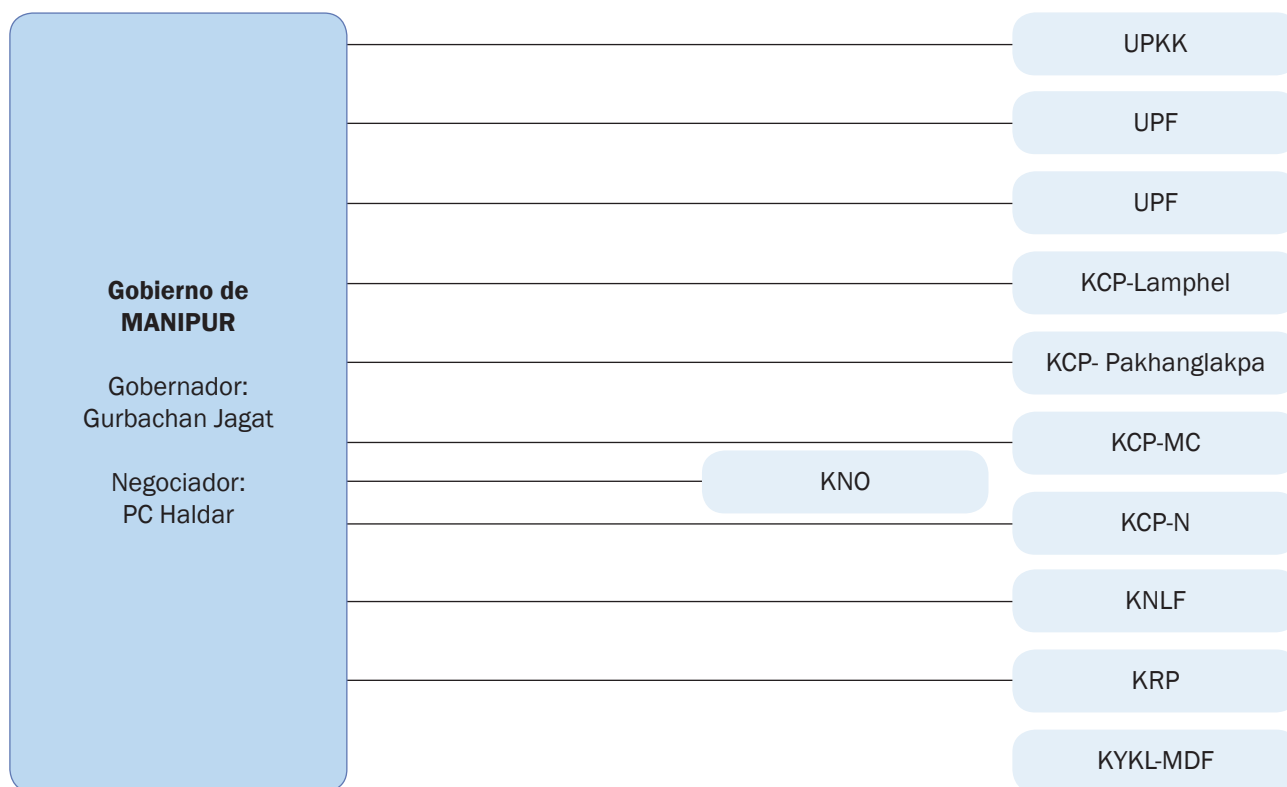 Gobierno de
MANIPUR
Gobernador:
Gurbachan Jagat
Negociador:
PC Haldar
UPKK
UPF
UPF
KCP-Lamphel
KCP- Pakhanglakpa
KCP-MC
KNO
KCP-N
KNLF
KRP
KYKL-MDF